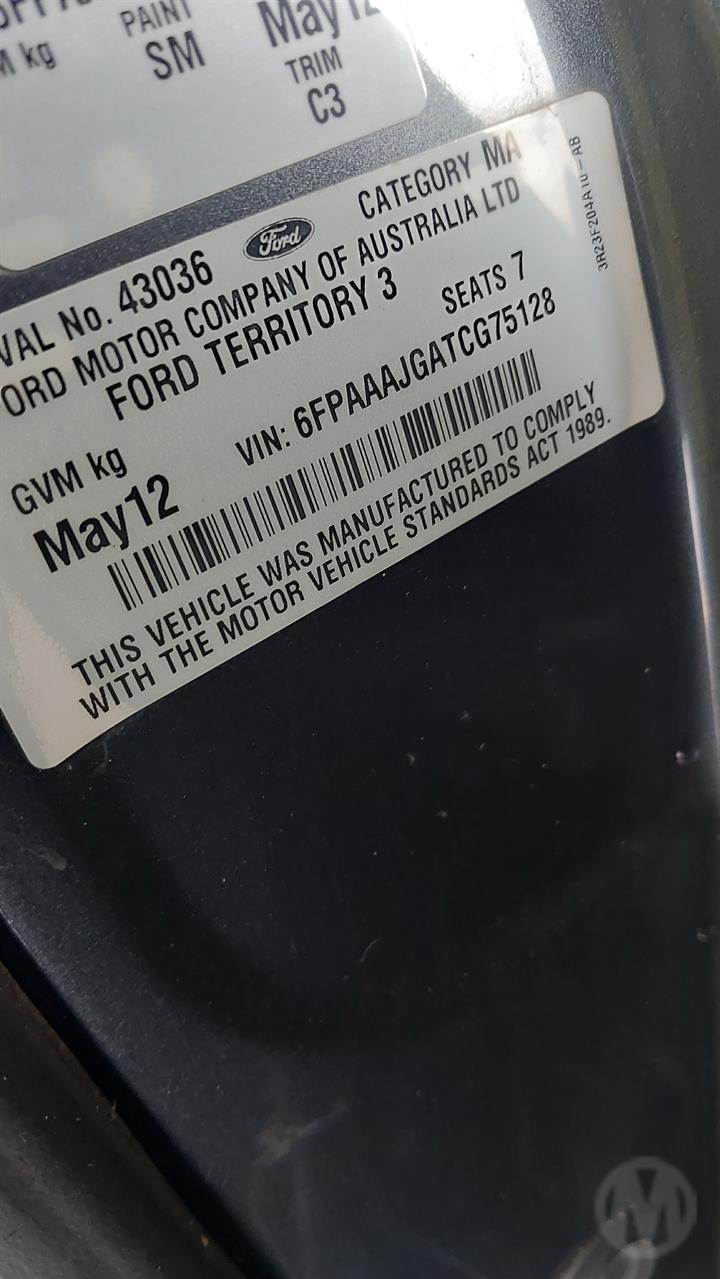 PAINT
May12
M kg
SM
TRIM
C3
VAL No. 43036 Ford CATEGORY MA
ORD MOTOR COMPANY OF AUSTRALIA LTD
FORD TERRITORY 3 SEATS 7
GVM kg VIN: 6FPAAAJGATCG75128
May12
THIS VEHICLE WAS MANUFACTURED TO COMPLY
WITH THE MOTOR VEHICLE STANDARDS ACT 1989.
3R23F204A10-AB
M